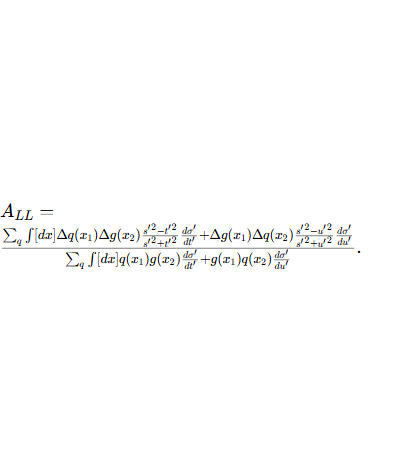 A_{LL} =
\frac{\sum_q \int [dx] \Delta q(x_1) \Delta g(x_2) \frac{s'^2 - t'^2}{s'^2 + t'^2} \frac{d\sigma'}{dt'} + \Delta g(x_1) \Delta q(x_2) \frac{s'^2 - u'^2}{s'^2 + u'^2} \frac{d\sigma'}{du'}}{\sum_q \int [dx] q(x_1) g(x_2) \frac{d\sigma'}{dt'} + g(x_1) q(x_2) \frac{d\sigma'}{du'}}.